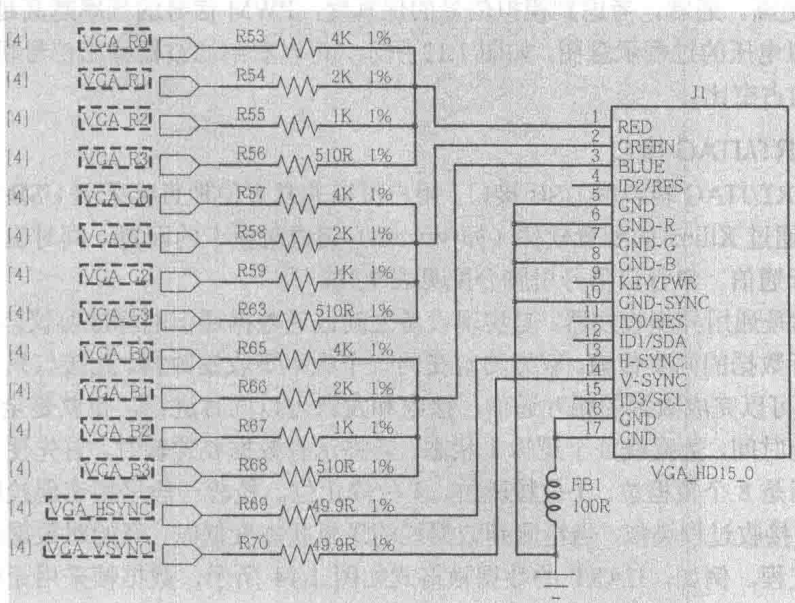 [4] VGA_R0 R53 4K 1%
[4] VGA_R1 R54 2K 1%
[4] VGA_R2 R55 1K 1%
[4] VGA_R3 R56 510R 1%
[4] VGA_G0 R57 4K 1%
[4] VGA_G1 R58 2K 1%
[4] VGA_G2 R59 1K 1%
[4] VGA_G3 R63 510R 1%
[4] VGA_B0 R65 4K 1%
[4] VGA_B1 R66 2K 1%
[4] VGA_B2 R67 1K 1%
[4] VGA_B3 R68 510R 1%
[4] VGA_HSYNC R69 49.9R 1%
[4] VGA_VSYNC R70 49.9R 1%
J1
1 RED
2 GREEN
3 BLUE
4 ID2/RES
5 GND
6 GND-R
7 GND-G
8 GND-B
9 KEY/PWR
10 GND-SYNC
11 ID0/RES
12 ID1/SDA
13 H-SYNC
14 V-SYNC
15 ID3/SCL
16 GND
17 GND
VGA_HD15_0
FB1
100R